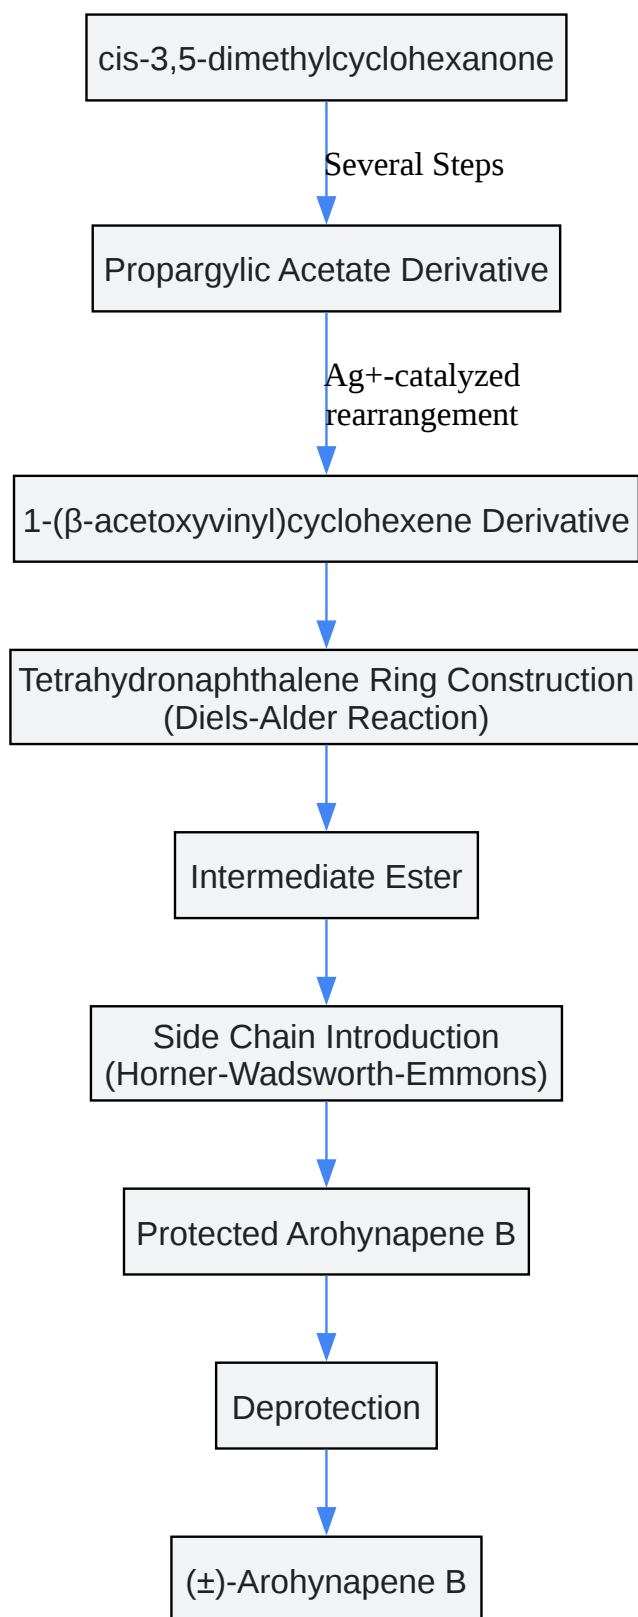 cis-3,5-dimethylcyclohexanone
Several Steps
Propargylic Acetate Derivative
Ag+-catalyzed
rearrangement
1-(β-acetoxyvinyl)cyclohexene Derivative
Tetrahydronaphthalene Ring Construction
(Diels-Alder Reaction)
Intermediate Ester
Side Chain Introduction
(Horner-Wadsworth-Emmons)
Protected Arohynapene B
Deprotection
(±)-Arohynapene B